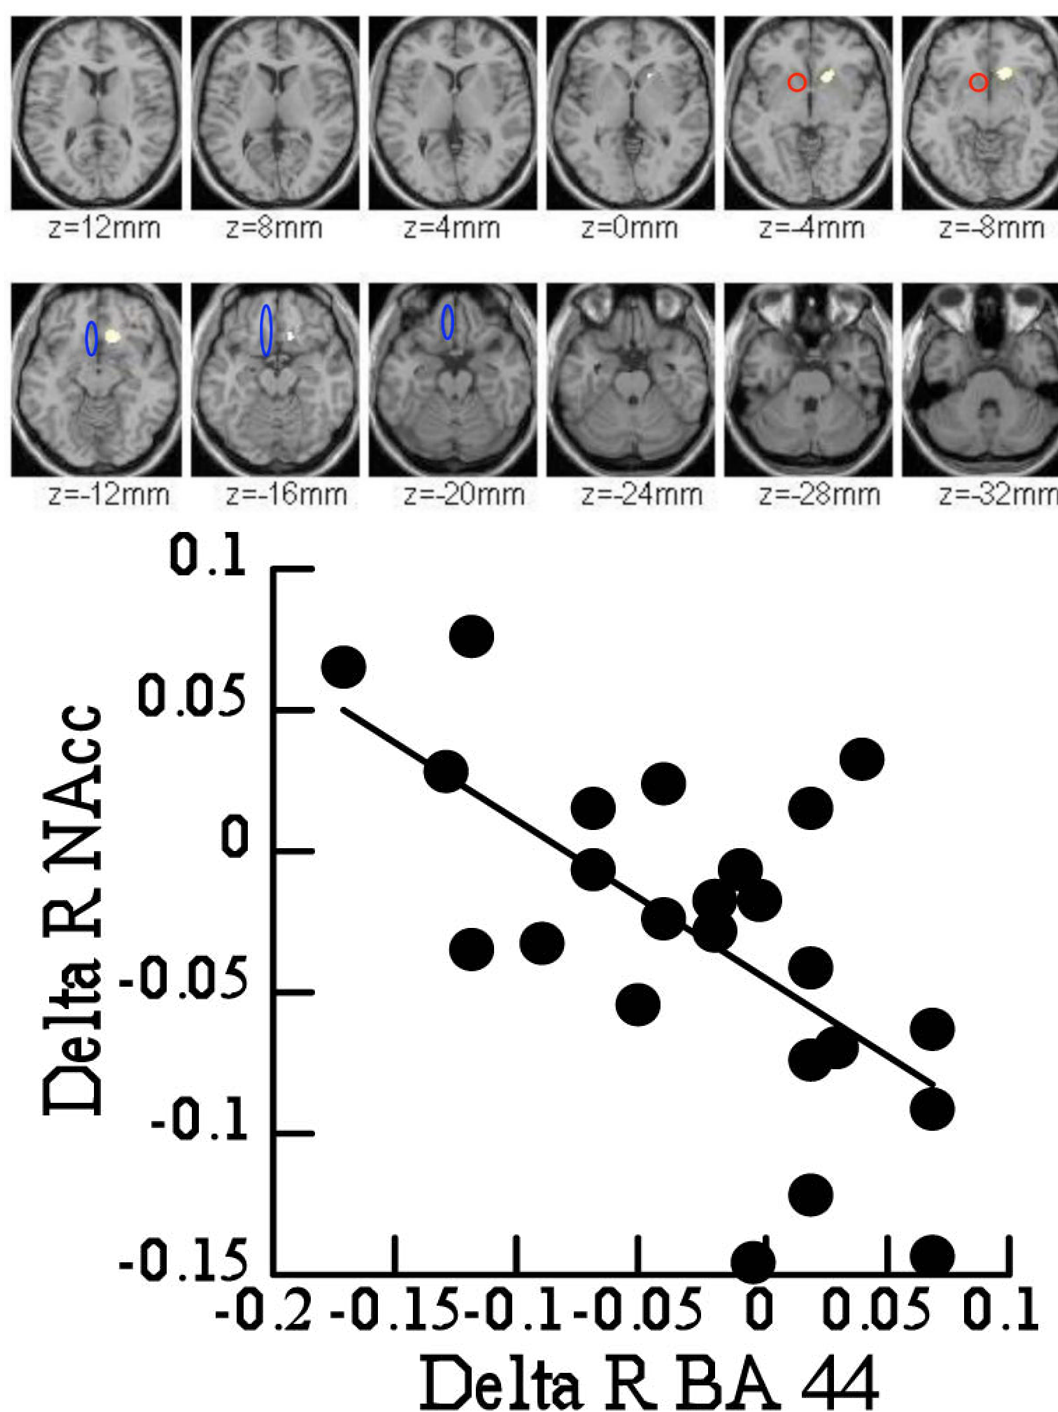 z=12mm z=8mm z=4mm z=0mm z=-4mm z=-8mm
z=-12mm z=-16mm z=-20mm z=-24mm z=-28mm z=-32mm
0.1
0.05
0
-0.05
-0.1
-0.15
Delta R NAcc
-0.2 -0.15 -0.1 -0.05 0 0.05 0.1
Delta R BA 44